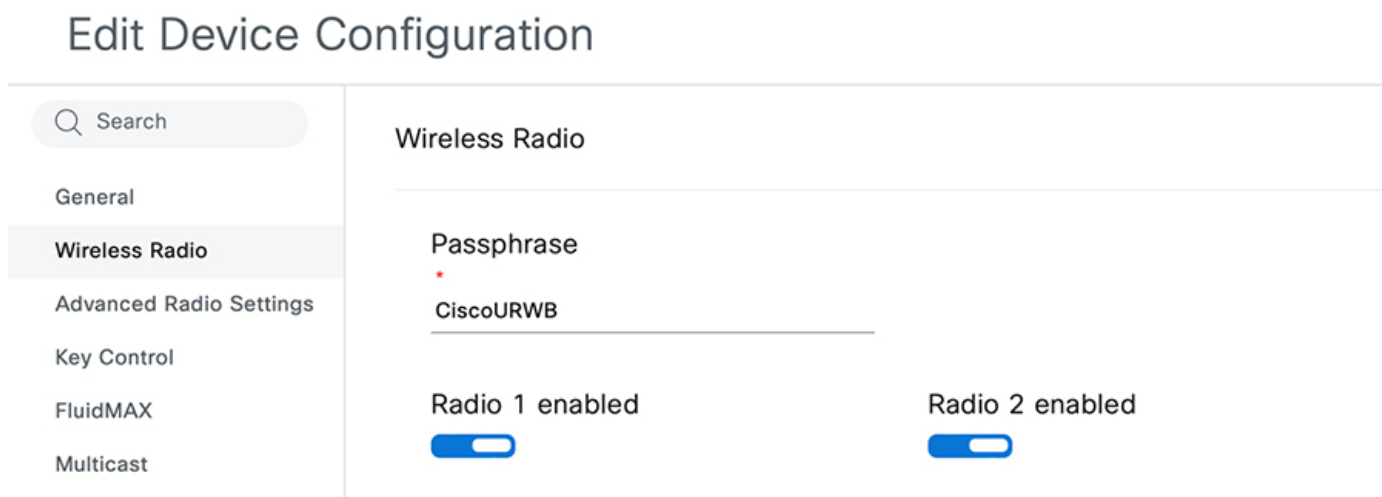 Edit Device Configuration
Search
General
Wireless Radio
Advanced Radio Settings
Key Control
FluidMAX
Multicast
Wireless Radio
Passphrase
*
CiscoURWB
Radio 1 enabled
Radio 2 enabled